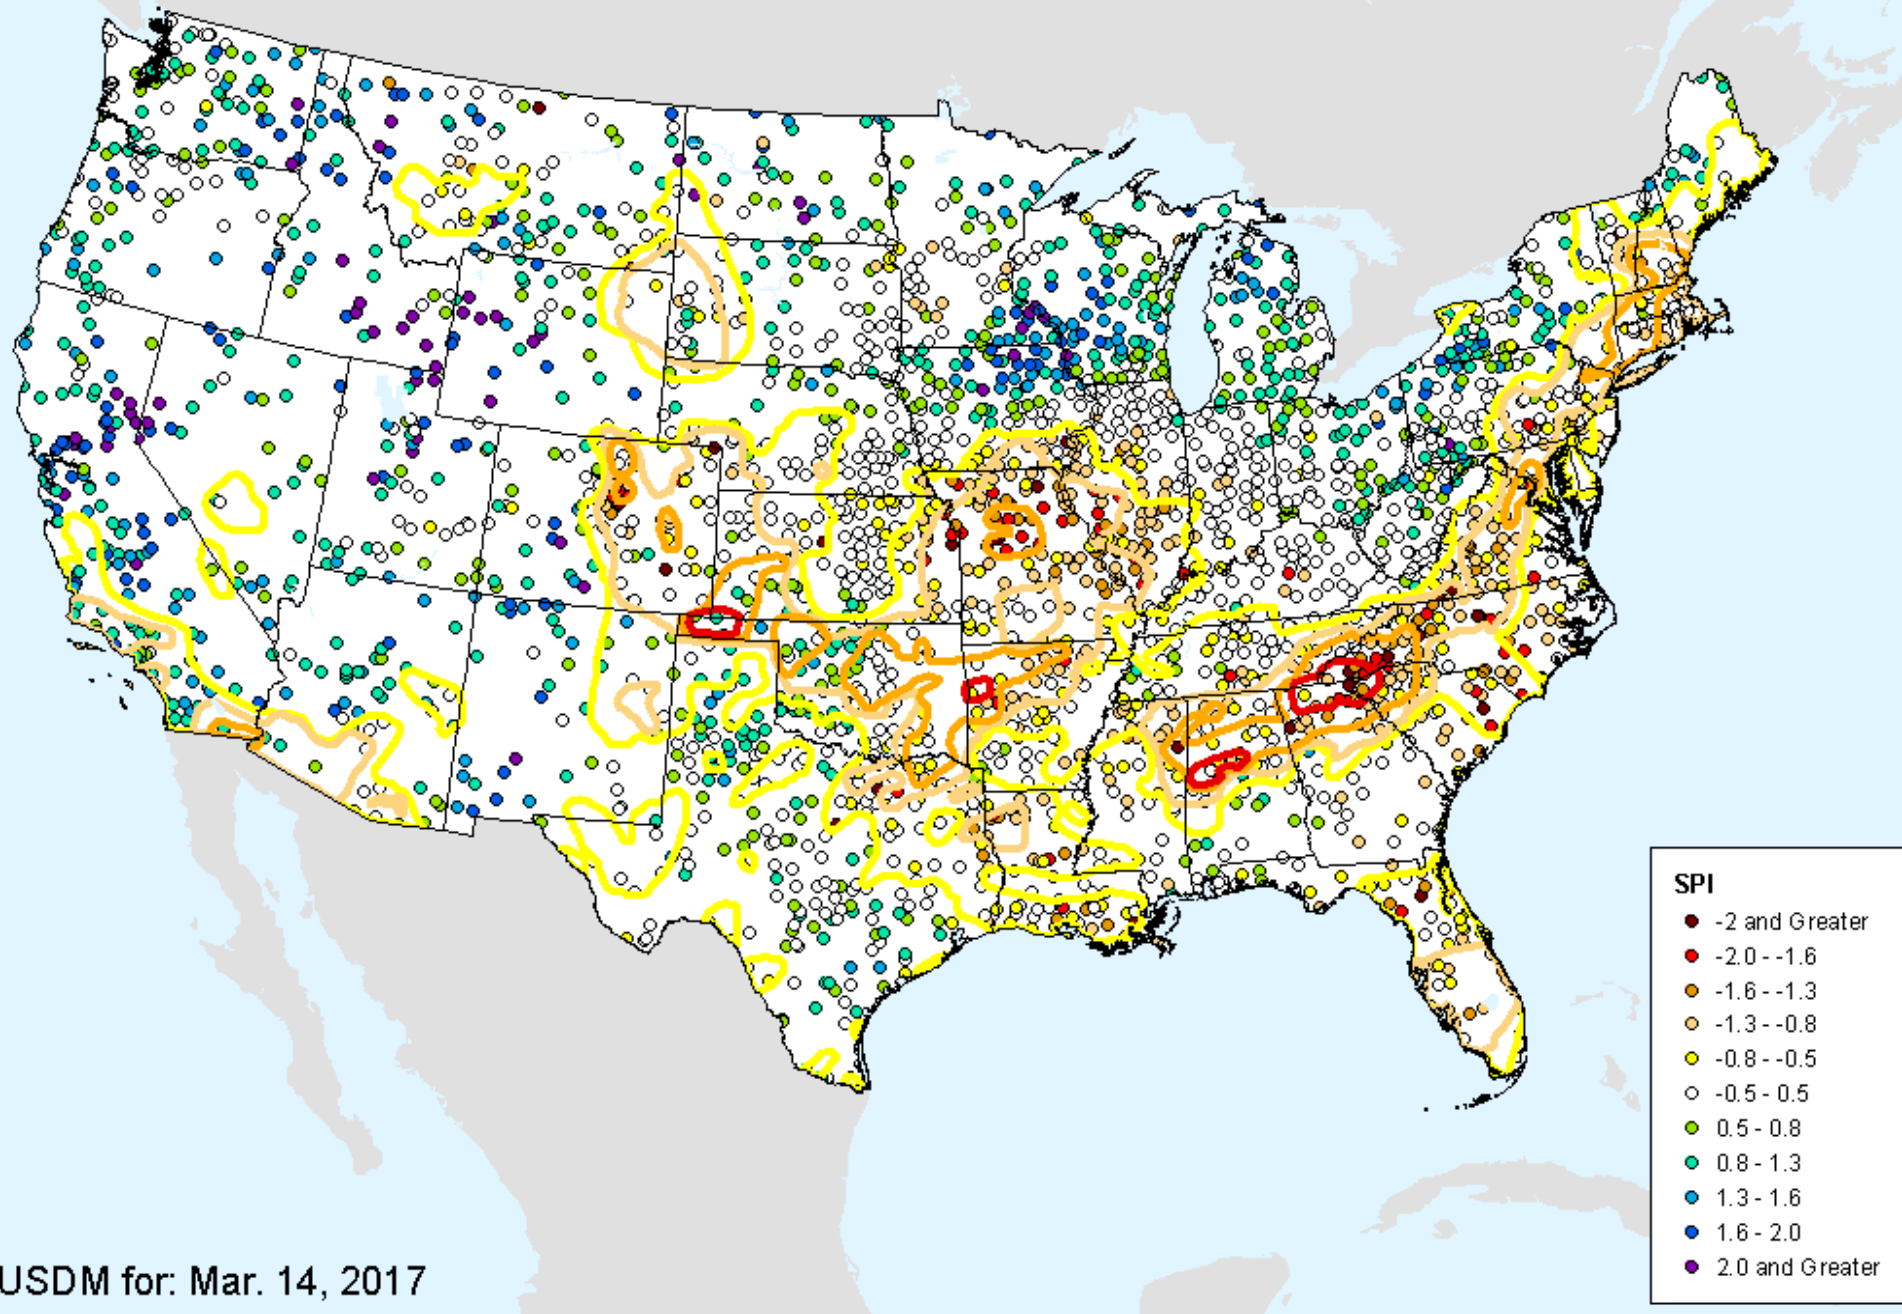 SPI
-2 and Greater
-2.0 - -1.6
-1.6 - -1.3
-1.3 - -0.8
-0.8 - -0.5
-0.5 - 0.5
0.5 - 0.8
0.8 - 1.3
1.3 - 1.6
1.6 - 2.0
2.0 and Greater
USDM for: Mar. 14, 2017